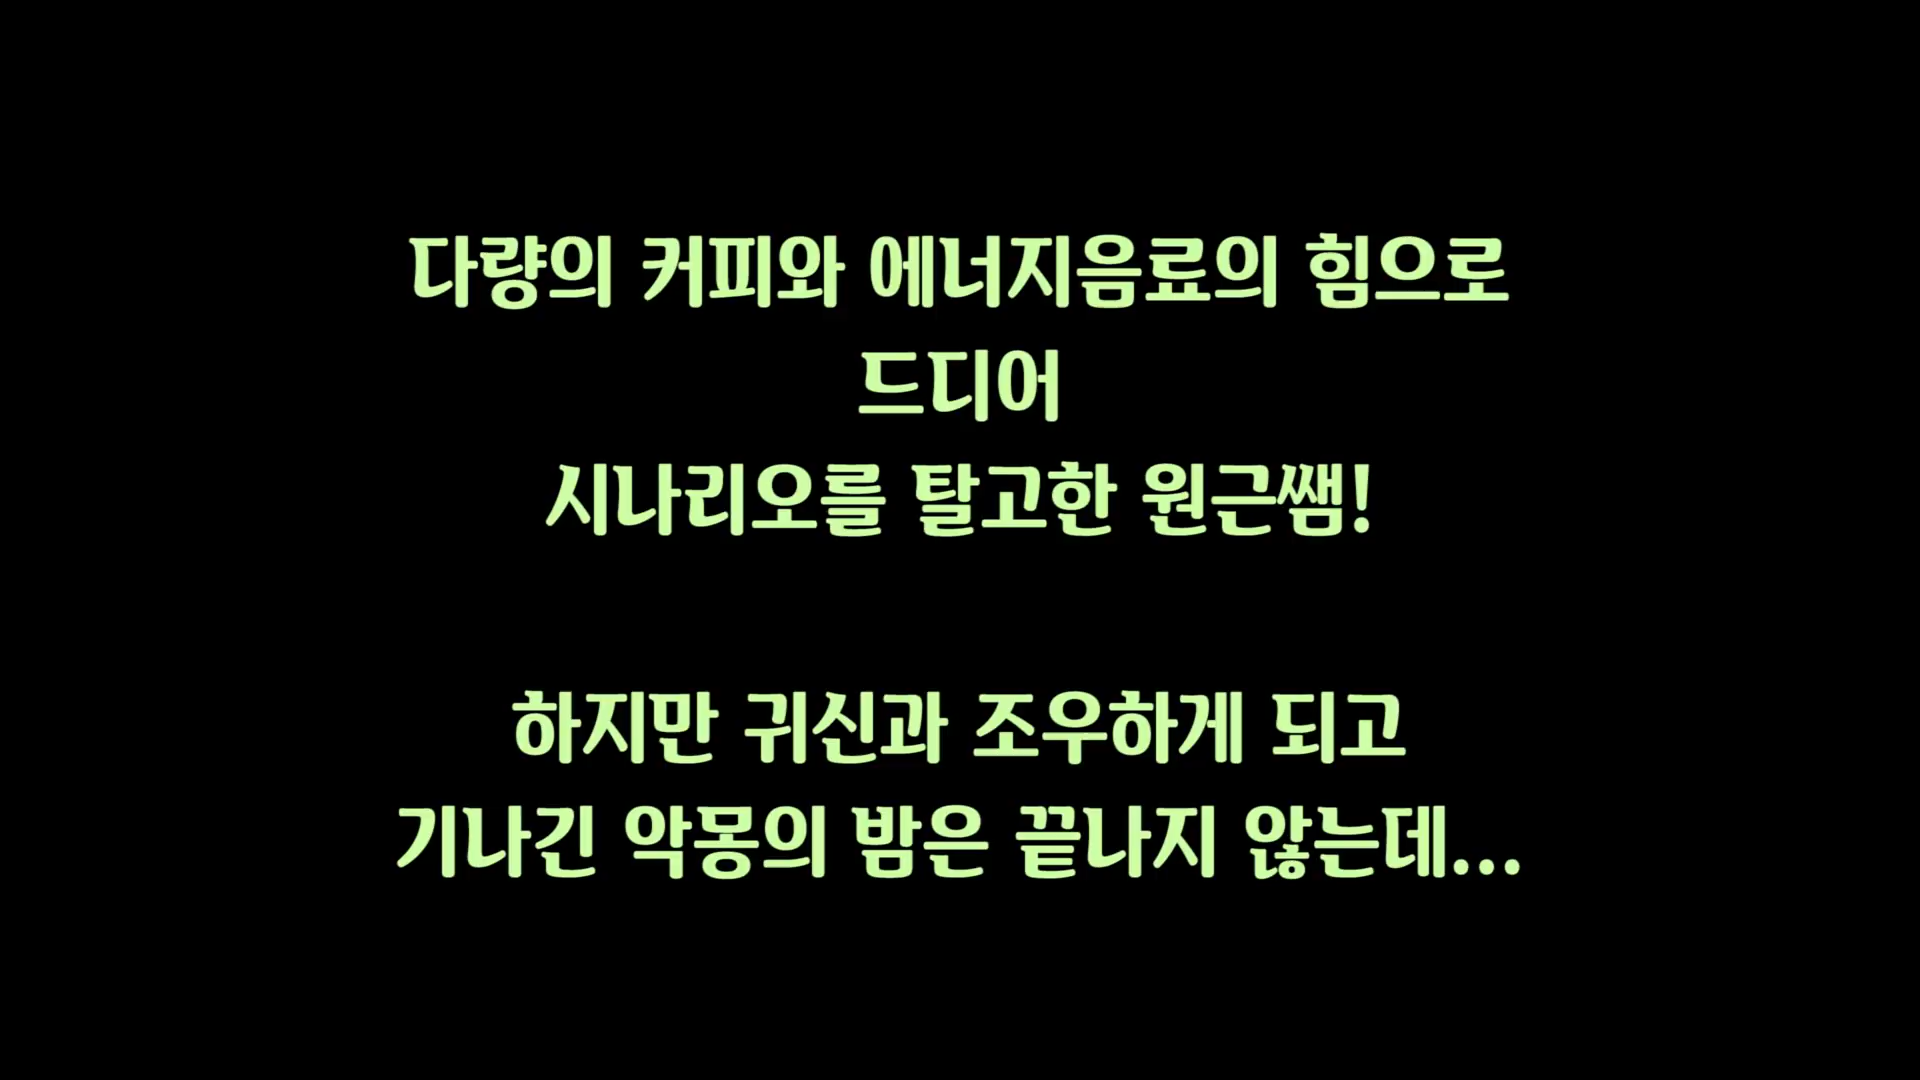 다량의 커피와 에너지음료의 힘으로
드디어
시나리오를 탈고한 원근쌤!
하지만 귀신과 조우하게 되고
기나긴 악몽의 밤은 끝나지 않는데...